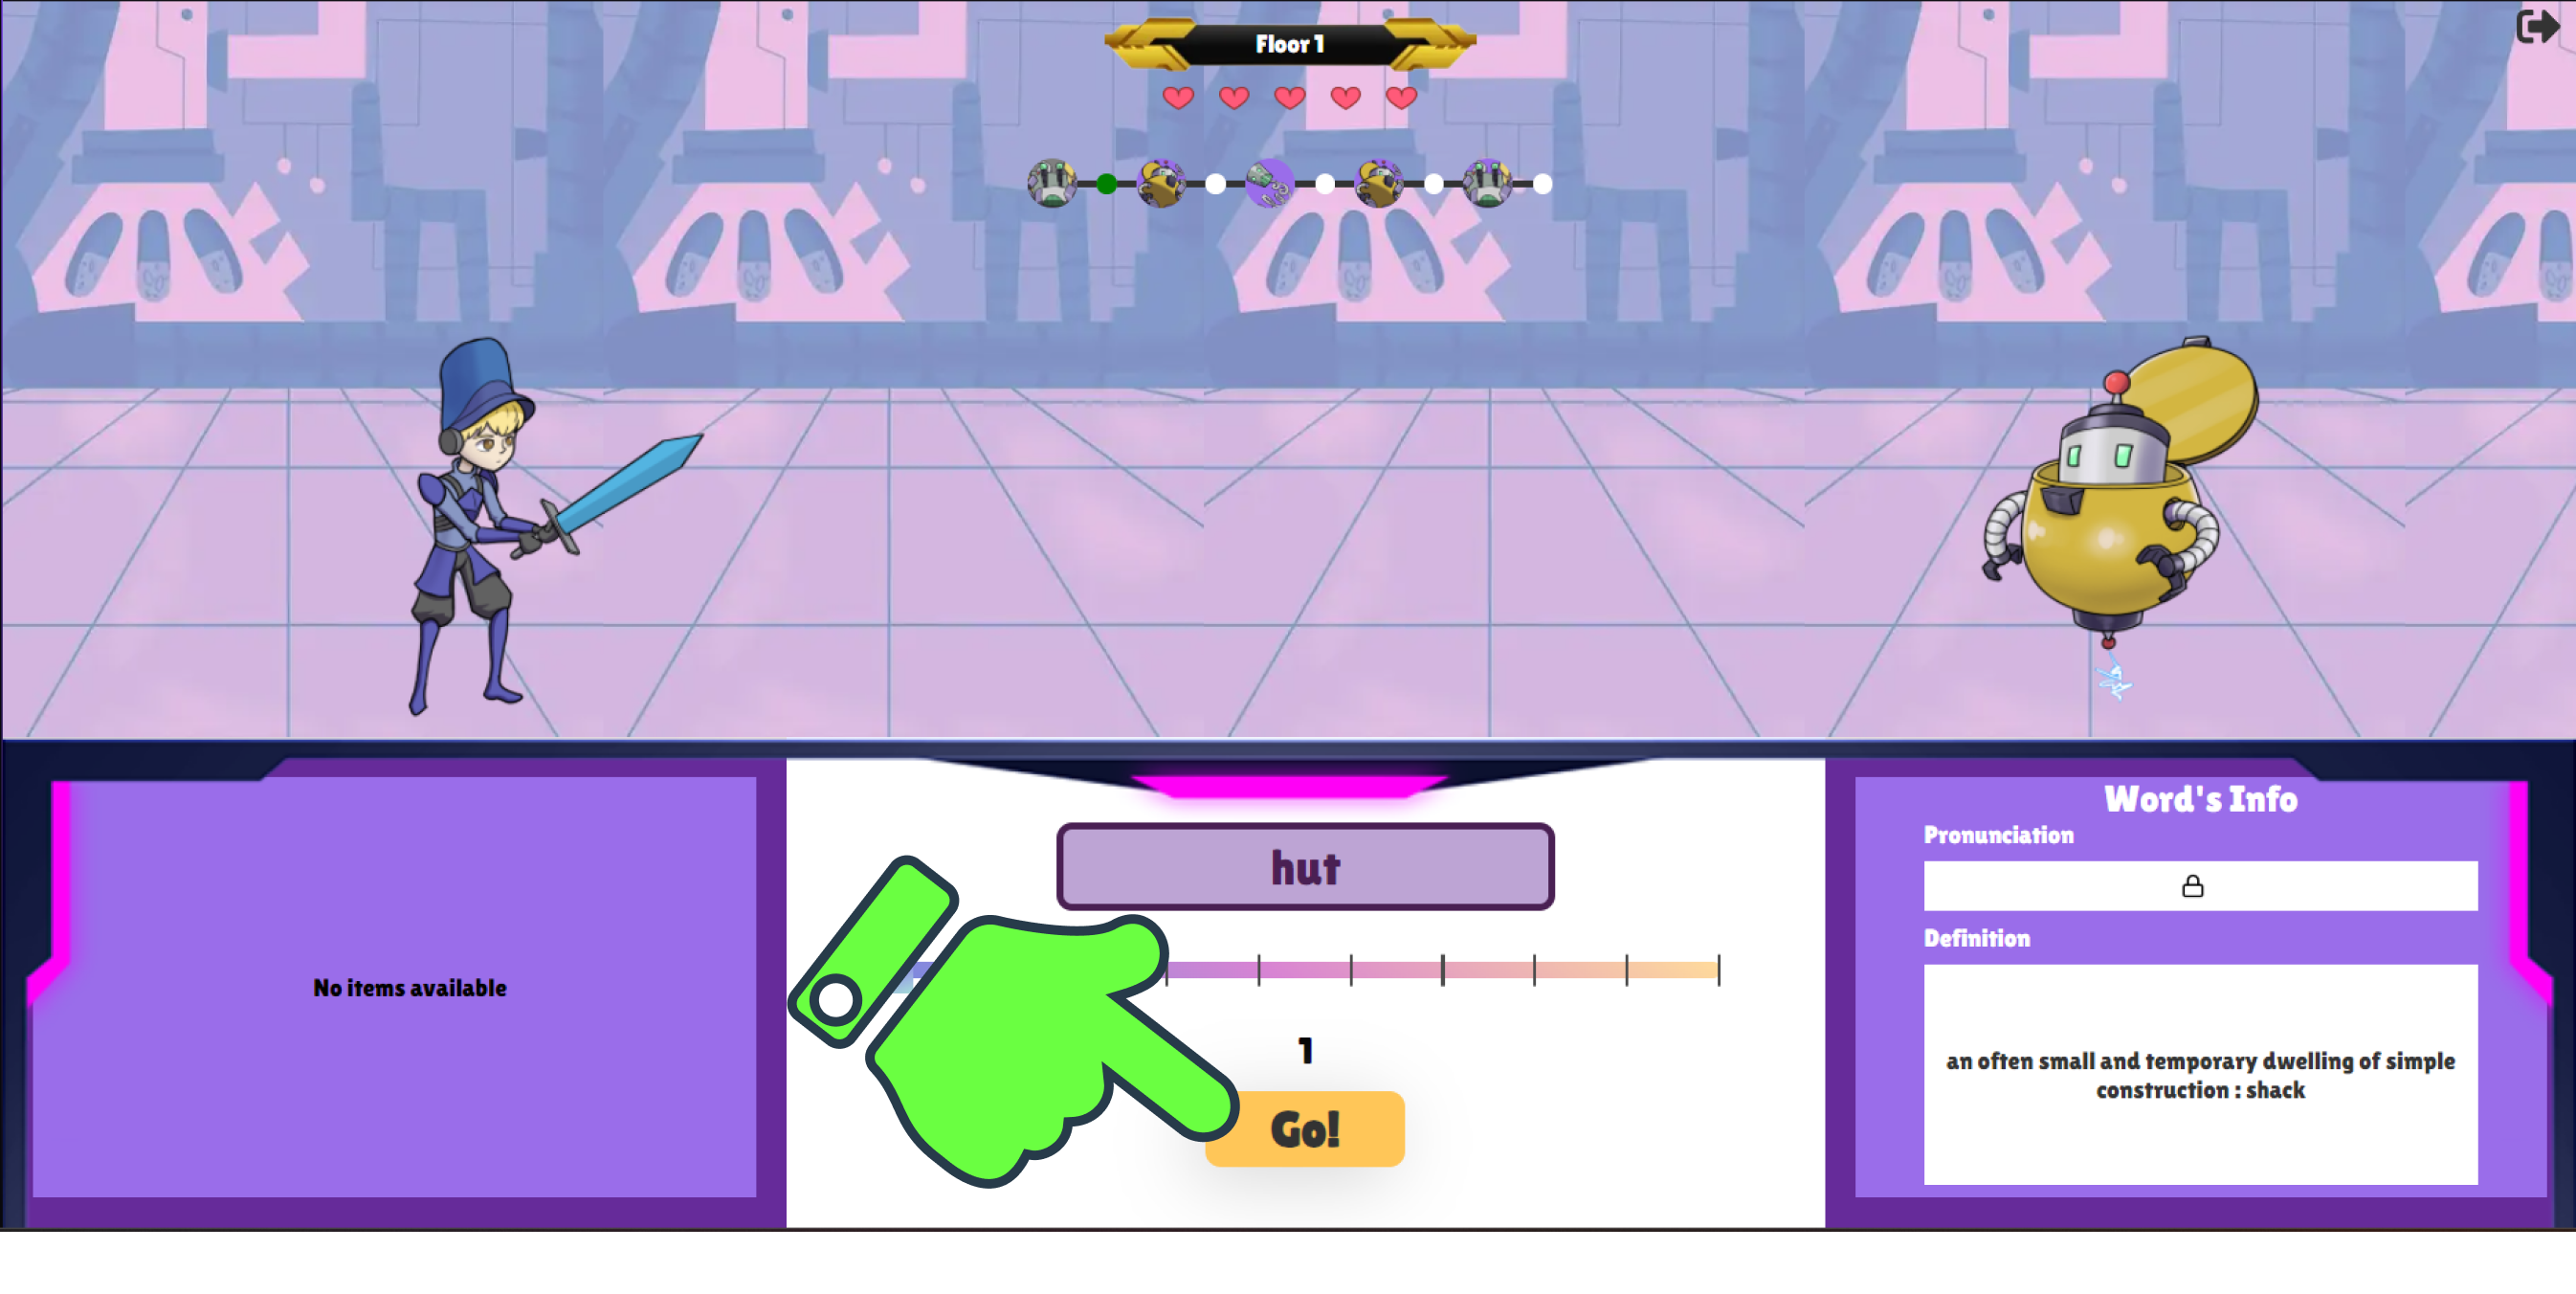 Floor 1
No items available
hut
1
Go!
Word's Info
Pronunciation
Definition
an often small and temporary dwelling of simple
construction : shack